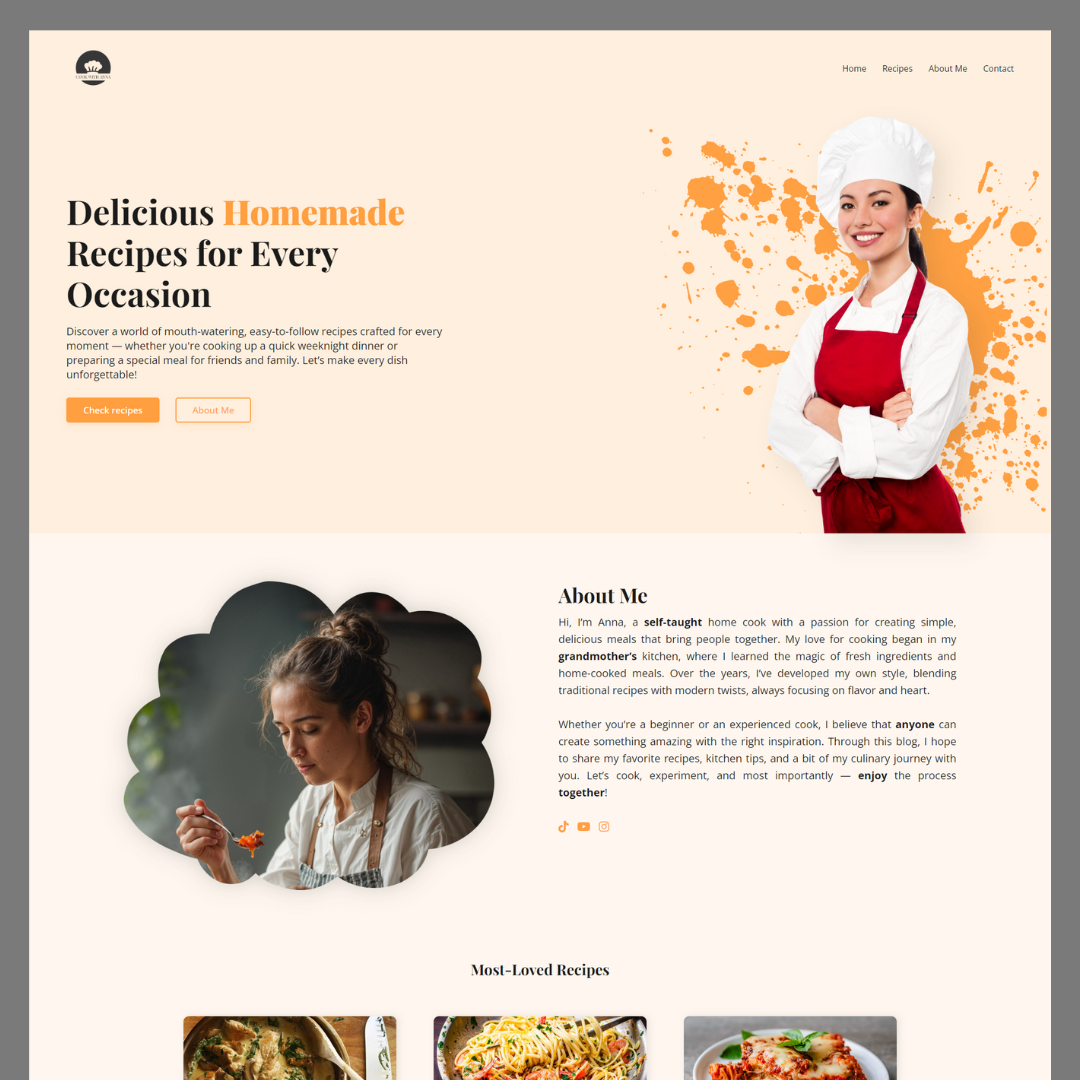 COOK WITH ANNA
Home Recipes About Me Contact
Delicious Homemade
Recipes for Every
Occasion
Discover a world of mouth-watering, easy-to-follow recipes crafted for every
moment — whether you're cooking up a quick weeknight dinner or
preparing a special meal for friends and family. Let's make every dish
unforgettable!
Check recipes About Me
About Me
Hi, I'm Anna, a self-taught home cook with a passion for creating simple,
delicious meals that bring people together. My love for cooking began in my
grandmother's kitchen, where I learned the magic of fresh ingredients and
home-cooked meals. Over the years, I've developed my own style, blending
traditional recipes with modern twists, always focusing on flavor and heart.
Whether you're a beginner or an experienced cook, I believe that anyone can
create something amazing with the right inspiration. Through this blog, I hope
to share my favorite recipes, kitchen tips, and a bit of my culinary journey with
you. Let's cook, experiment, and most importantly — enjoy the process
together!
Most-Loved Recipes